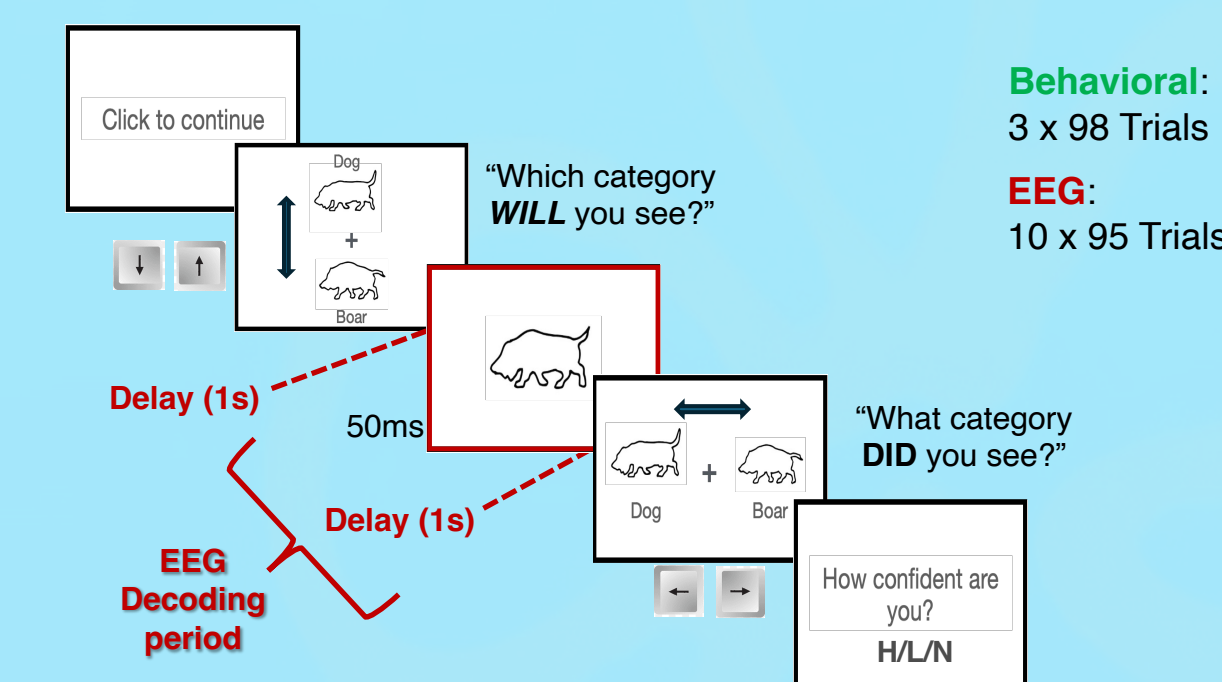 Click to continue
Dog
+
Boar
“Which category
WILL you see?”
↓ ↑
Behavioral:
3 x 98 Trials
EEG:
10 x 95 Trials
Delay (1s)
50ms
Delay (1s)
EEG
Decoding
period
+
Dog Boar
“What category
DID you see?”
← →
How confident are
you?
H/L/N